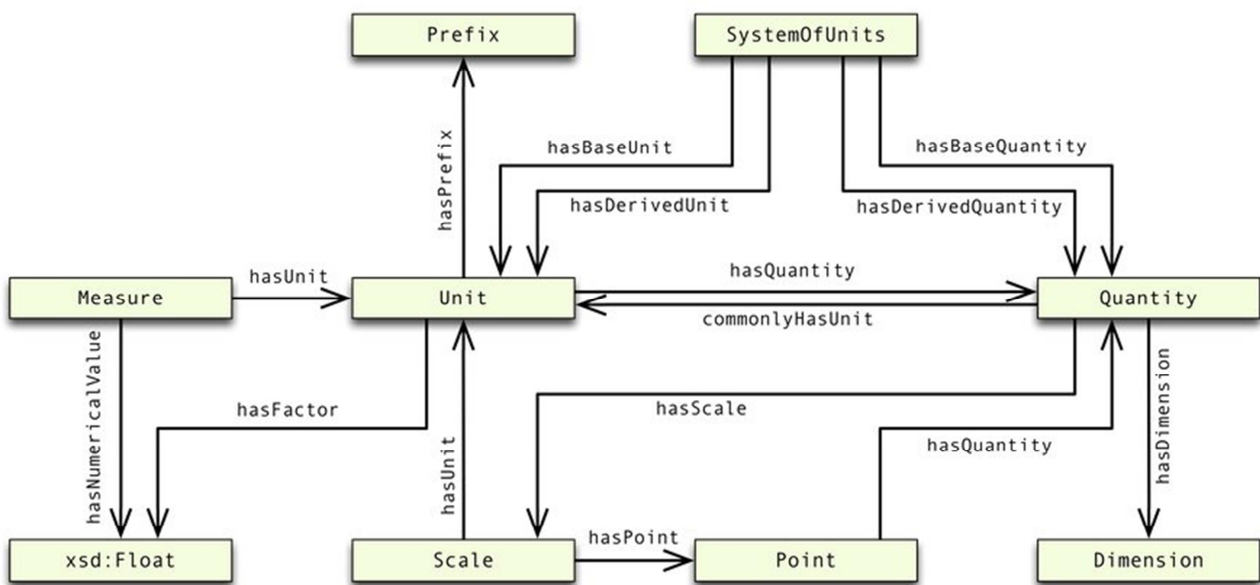 Prefix
SystemOfUnits
hasPrefix
hasBaseUnit
hasBaseQuantity
hasDerivedUnit
hasDerivedQuantity
hasUnit
hasQuantity
Measure
Unit
Quantity
commonlyHasUnit
hasNumericalValue
hasFactor
hasUnit
hasScale
hasQuantity
hasDimension
hasPoint
xsd:Float
Scale
Point
Dimension